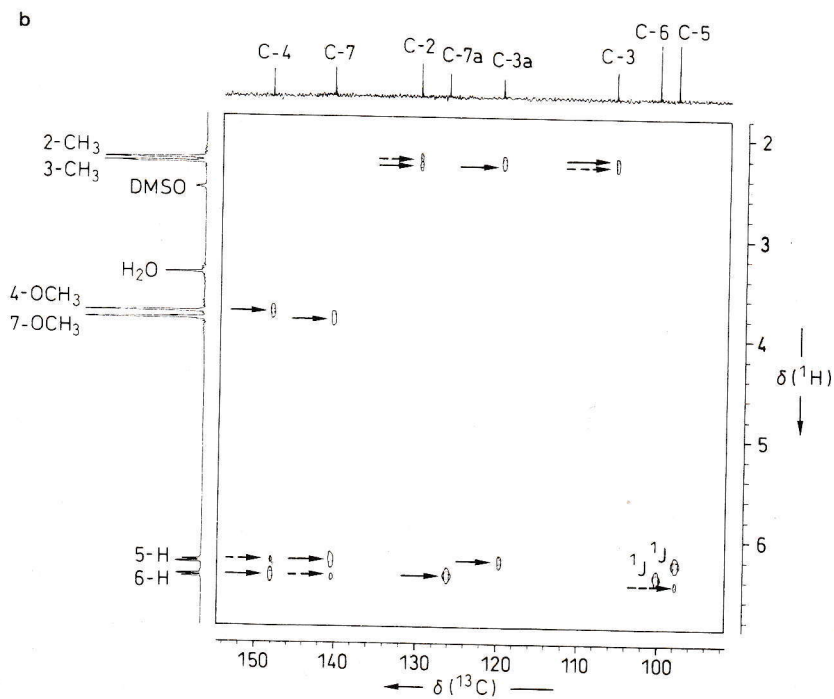 b
C-4 C-7 C-2 C-7a C-3a C-3 C-6 C-5
2-CH₃
3-CH₃
DMSO
H₂O
4-OCH₃
7-OCH₃
5-H
6-H
¹J ¹J
2
3
4
5
6
δ(¹H)
150 140 130 120 110 100
δ(¹³C)